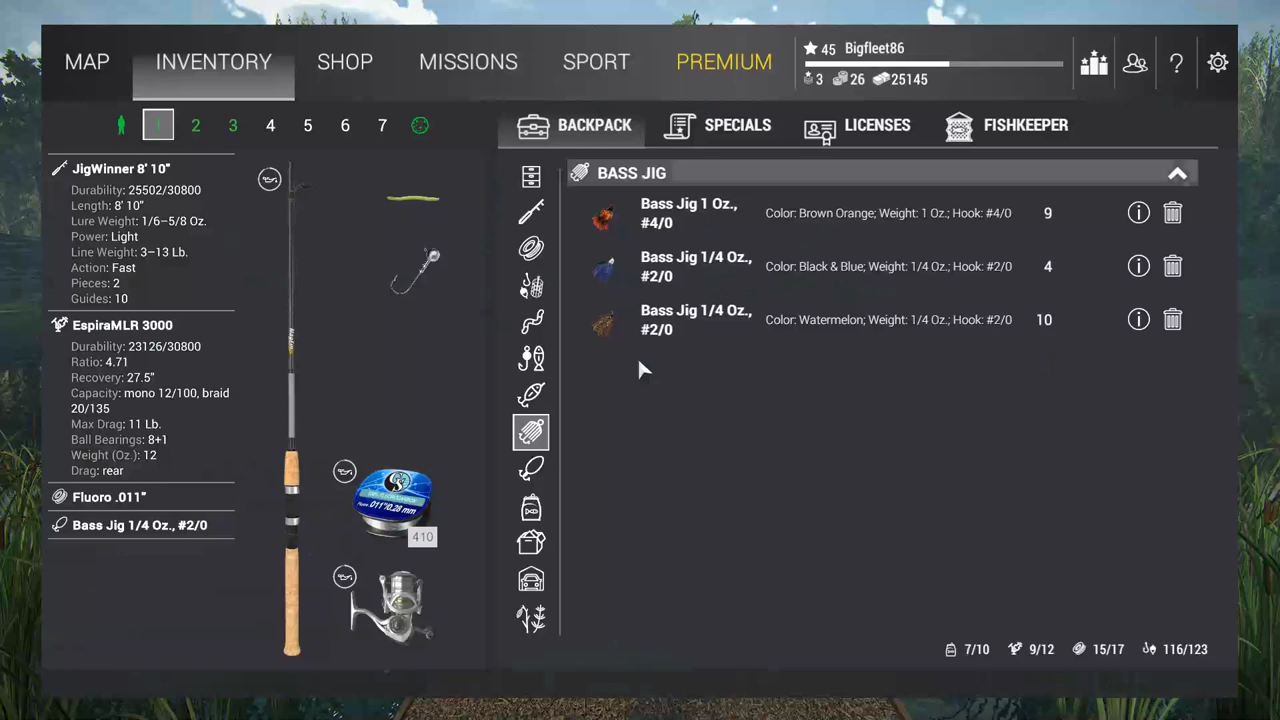 MAP INVENTORY SHOP MISSIONS SPORT PREMIUM
45 Bigfleet86
3 26 25145
1 2 3 4 5 6 7
BACKPACK SPECIALS LICENSES FISHKEEPER
JigWinner 8' 10"
Durability: 25502/30800
Length: 8' 10"
Lure Weight: 1/6–5/8 Oz.
Power: Light
Line Weight: 3–13 Lb.
Action: Fast
Pieces: 2
Guides: 10
EspiraMLR 3000
Durability: 23126/30800
Ratio: 4.71
Recovery: 27.5"
Capacity: mono 12/100, braid
20/135
Max Drag: 11 Lb.
Ball Bearings: 8+1
Weight (Oz.): 12
Drag: rear
Fluoro .011"
Bass Jig 1/4 Oz., #2/0
.011"/0.28 mm
410
BASS JIG
Bass Jig 1 Oz.,
#4/0
Color: Brown Orange; Weight: 1 Oz.; Hook: #4/0 9
Bass Jig 1/4 Oz.,
#2/0
Color: Black & Blue; Weight: 1/4 Oz.; Hook: #2/0 4
Bass Jig 1/4 Oz.,
#2/0
Color: Watermelon; Weight: 1/4 Oz.; Hook: #2/0 10
7/10 9/12 15/17 116/123